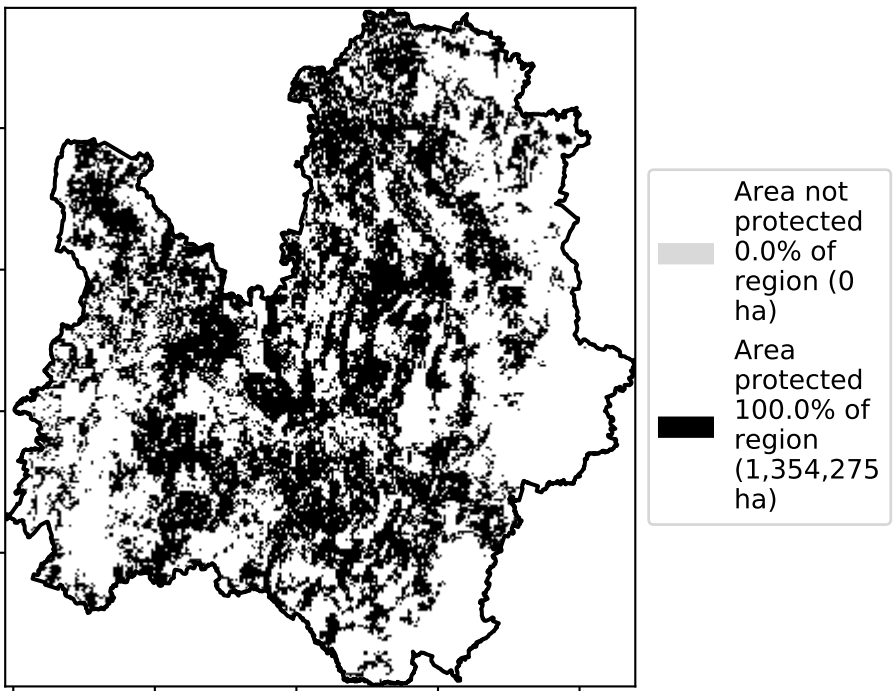 Area not
protected
0.0% of
region (0
ha)
Area
protected
100.0% of
region
(1,354,275
ha)